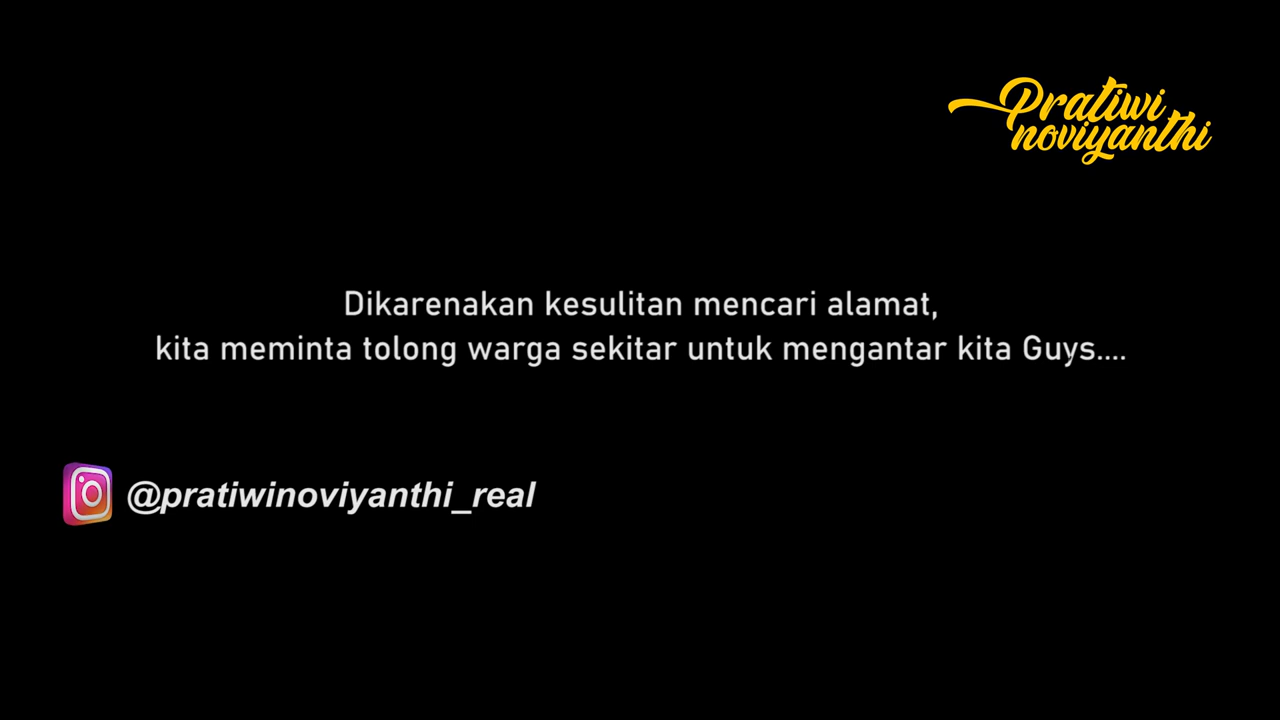 Pratiwi
noviyanthi
Dikarenakan kesulitan mencari alamat,
kita meminta tolong warga sekitar untuk mengantar kita Guys....
@pratiwinoviyanthi_real